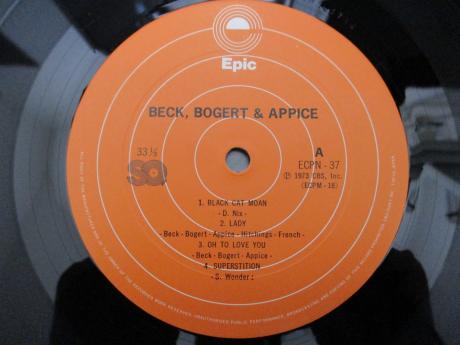 Epic
BECK, BOGERT & APPICE
33⅓
A
SQ
ECPN - 37
Ⓟ 1973 CBS, Inc.
(ECPM - 18)
1. BLACK CAT MOAN
- D. Nix -
2. LADY
- Beck - Bogert - Appice - Hitchings - French -
3. OH TO LOVE YOU
- Beck - Bogert - Appice -
4. SUPERSTITION
- S. Wonder -